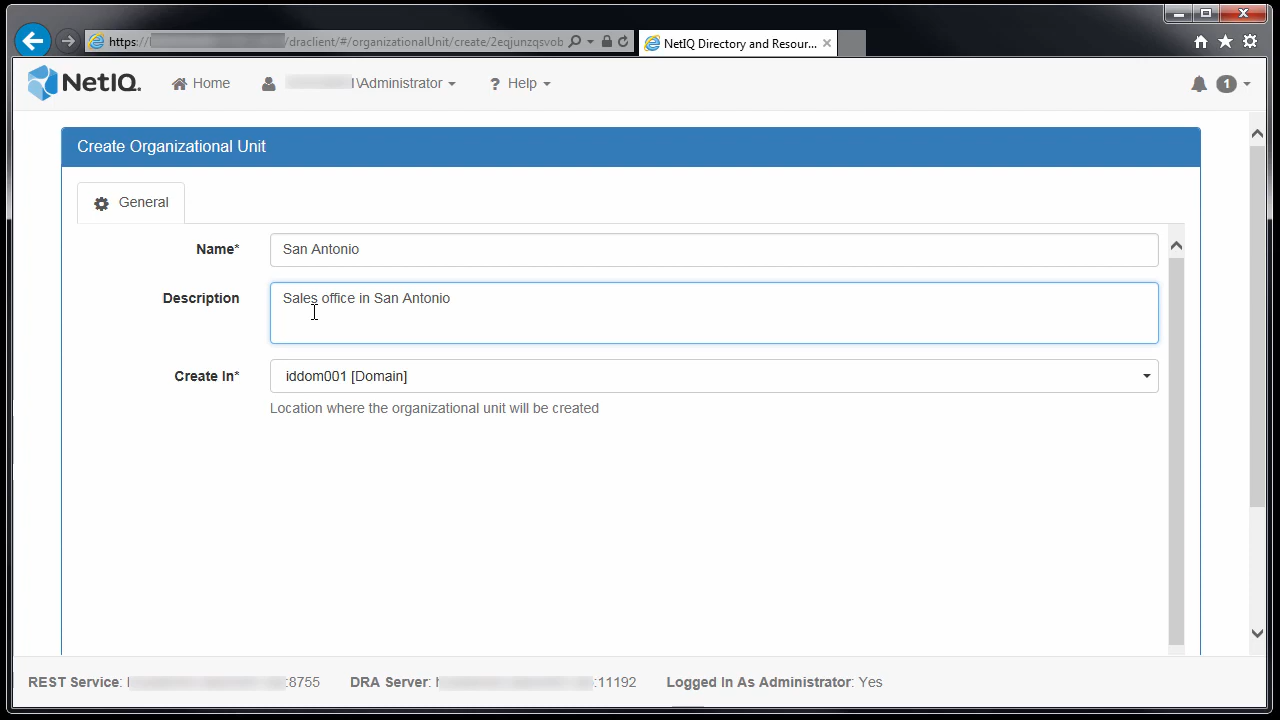 https:// /draclient/#/organizationalUnit/create/2eqjunzqsvob
NetIQ Directory and Resour...
NetIQ.
Home
\Administrator
? Help
1
Create Organizational Unit
General
Name*
San Antonio
Description
Sales office in San Antonio
Create In*
iddom001 [Domain]
Location where the organizational unit will be created
REST Service: :8755
DRA Server: :11192
Logged In As Administrator: Yes